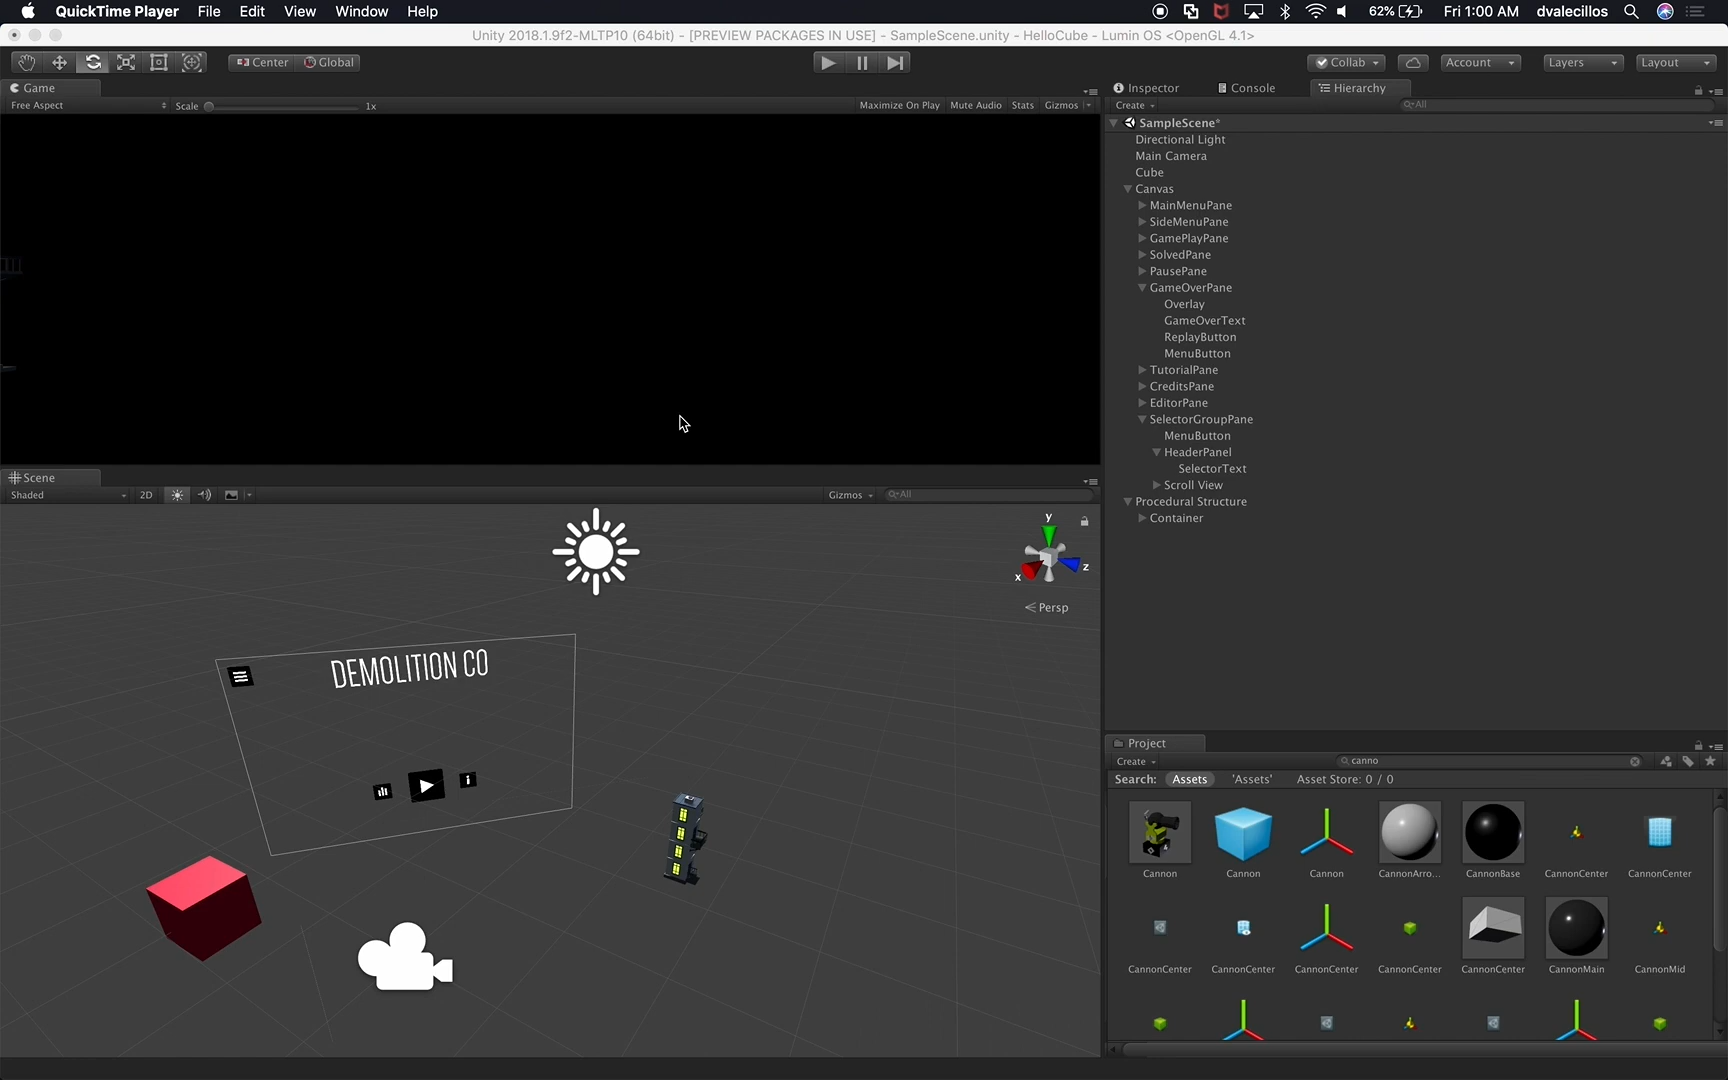 QuickTime Player File Edit View Window Help 62% Fri 1:00 AM dvalecillos
Unity 2018.1.9f2-MLTP10 (64bit) - [PREVIEW PACKAGES IN USE] - SampleScene.unity - HelloCube - Lumin OS <OpenGL 4.1>
Center Global Collab Account Layers Layout
Game
Free Aspect Scale 1x Maximize On Play Mute Audio Stats Gizmos
Scene
Shaded 2D Gizmos All
y
x
z
Persp
DEMOLITION CO
Inspector Console Hierarchy
Create All
SampleScene*
Directional Light
Main Camera
Cube
Canvas
MainMenuPane
SideMenuPane
GamePlayPane
SolvedPane
PausePane
GameOverPane
Overlay
GameOverText
ReplayButton
MenuButton
TutorialPane
CreditsPane
EditorPane
SelectorGroupPane
MenuButton
HeaderPanel
SelectorText
Scroll View
Procedural Structure
Container
Project
Create canno
Search: Assets 'Assets' Asset Store: 0 / 0
Cannon Cannon Cannon CannonArro... CannonBase CannonCenter CannonCenter
CannonCenter CannonCenter CannonCenter CannonCenter CannonCenter CannonMain CannonMid